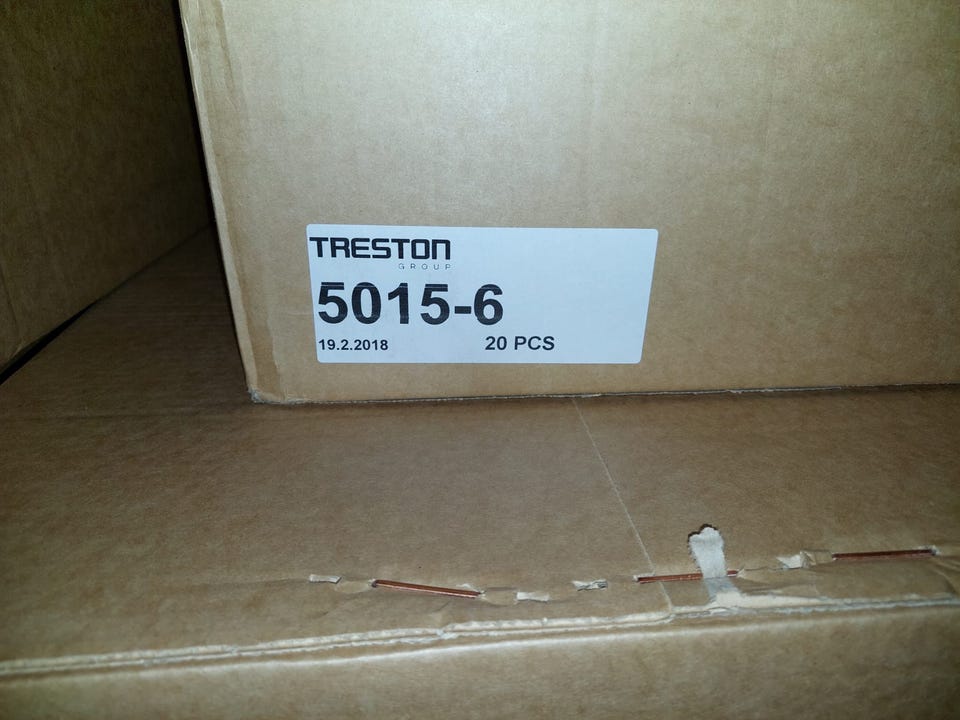 TRESTON
GROUP
5015-6
19.2.2018 20 PCS